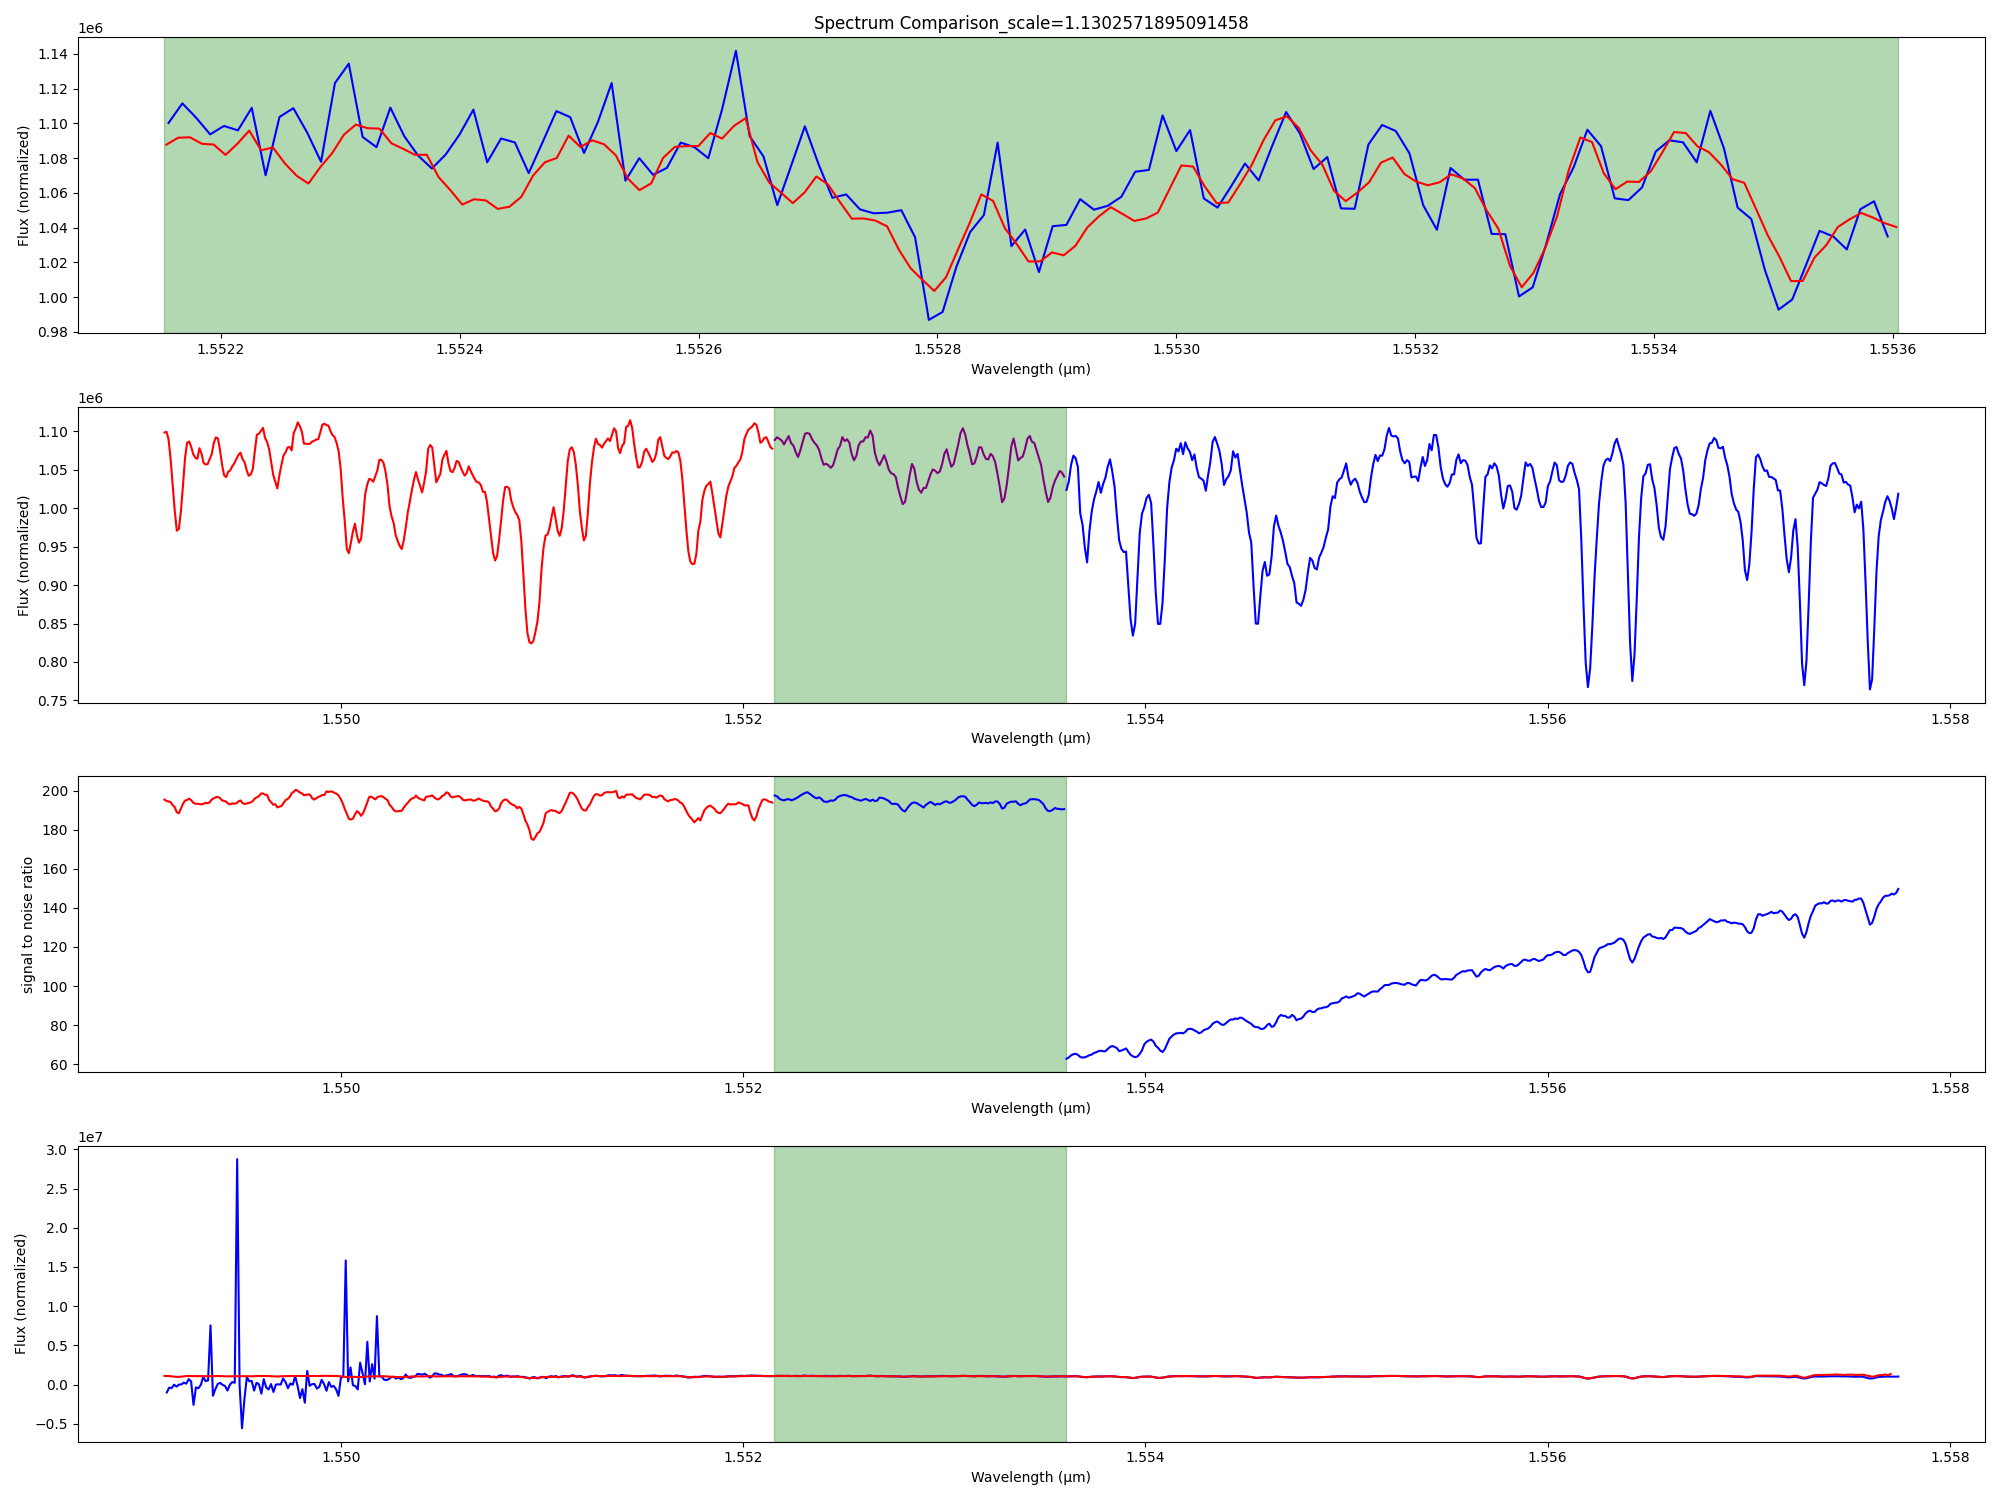 Spectrum Comparison_scale=1.1302571895091458
1e6
1.14
1.12
1.10
1.08
1.06
1.04
1.02
1.00
0.98
Flux (normalized)
1.5522 1.5524 1.5526 1.5528 1.5530 1.5532 1.5534 1.5536
Wavelength (μm)
1e6
1.10
1.05
1.00
0.95
0.90
0.85
0.80
0.75
Flux (normalized)
1.550 1.552 1.554 1.556 1.558
Wavelength (μm)
200
180
160
140
120
100
80
60
signal to noise ratio
1.550 1.552 1.554 1.556 1.558
Wavelength (μm)
1e7
3.0
2.5
2.0
1.5
1.0
0.5
0.0
−0.5
Flux (normalized)
1.550 1.552 1.554 1.556 1.558
Wavelength (μm)